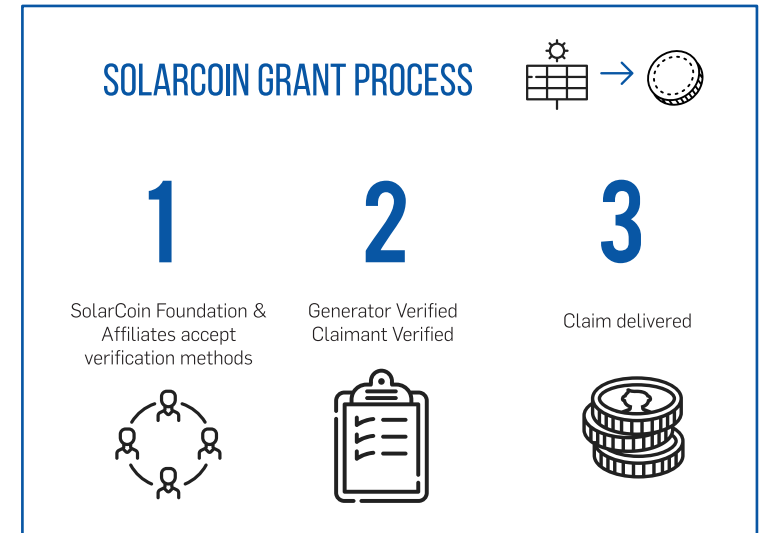 SOLARCOIN GRANT PROCESS
1
2
3
SolarCoin Foundation &
Affiliates accept
verification methods
Generator Verified
Claimant Verified
Claim delivered